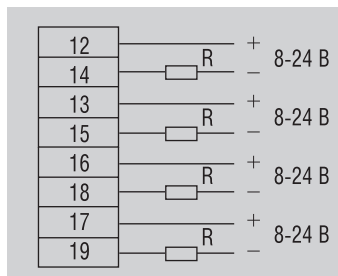 12 +
14 R − 8-24 В
13 +
15 R − 8-24 В
16 +
18 R − 8-24 В
17 +
19 R − 8-24 В